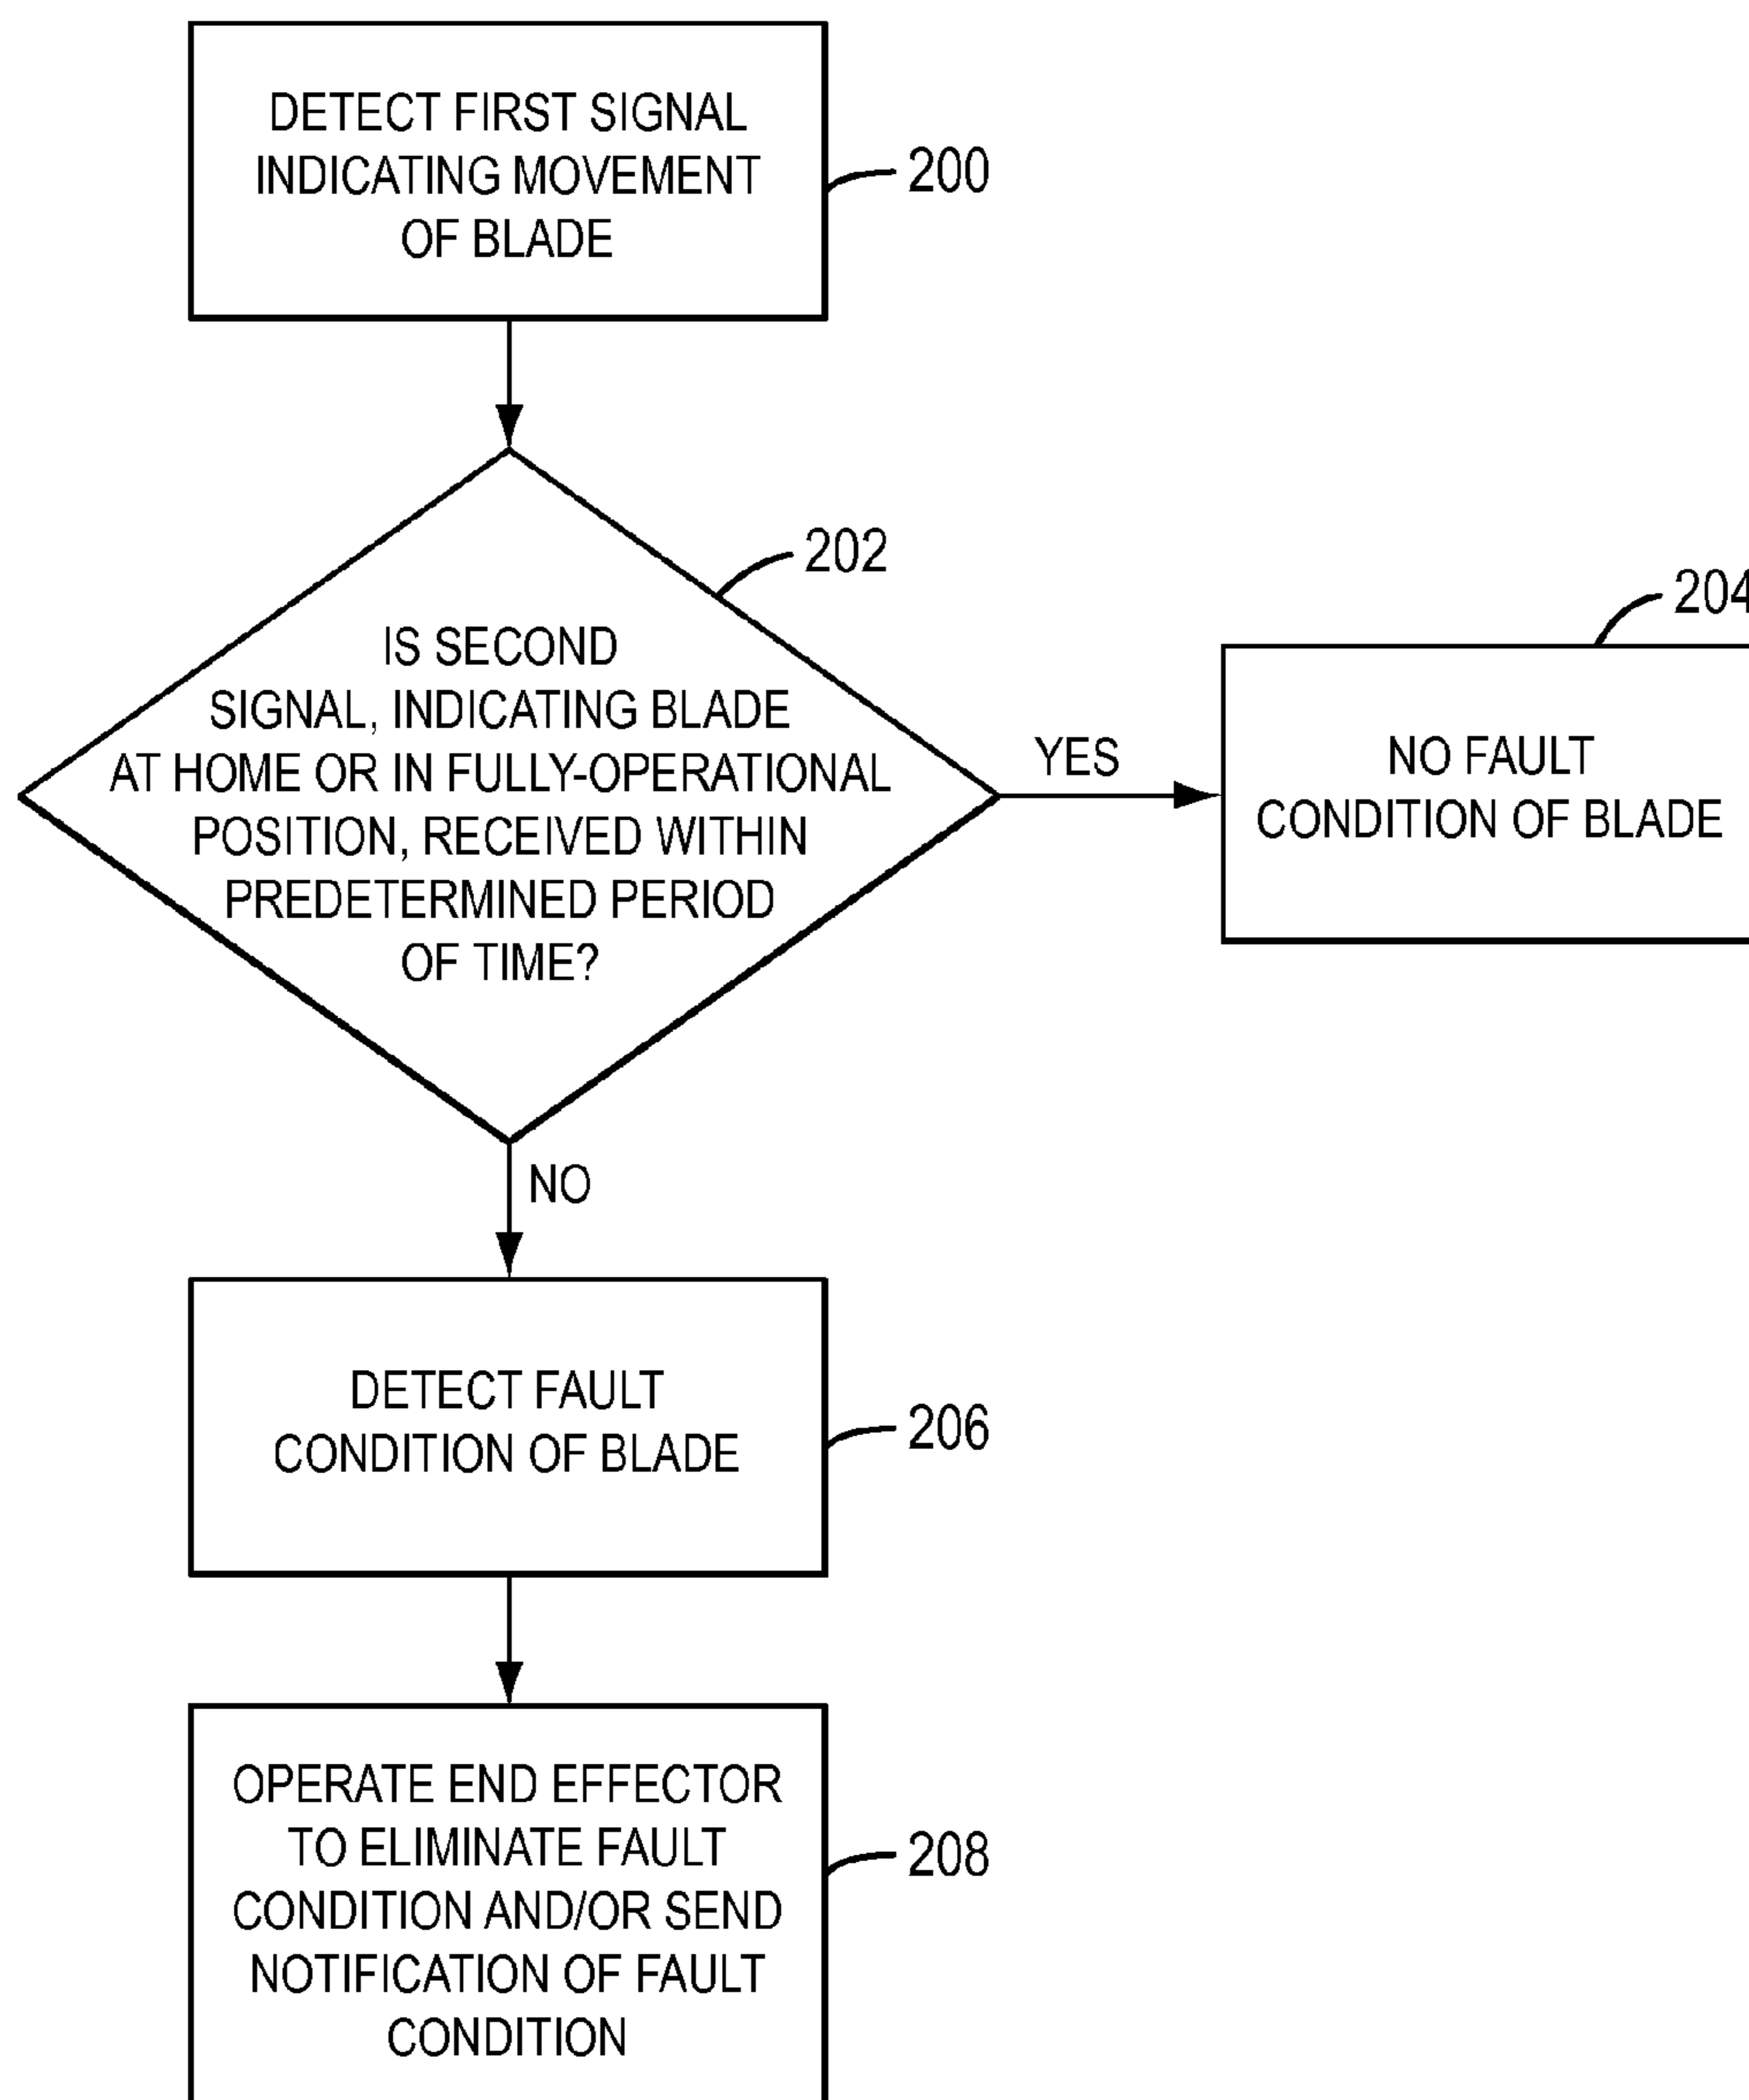 DETECT FIRST SIGNAL
INDICATING MOVEMENT
OF BLADE
200
202
IS SECOND
SIGNAL, INDICATING BLADE
AT HOME OR IN FULLY-OPERATIONAL
POSITION, RECEIVED WITHIN
PREDETERMINED PERIOD
OF TIME?
YES
204
NO FAULT
CONDITION OF BLADE
NO
DETECT FAULT
CONDITION OF BLADE
206
OPERATE END EFFECTOR
TO ELIMINATE FAULT
CONDITION AND/OR SEND
NOTIFICATION OF FAULT
CONDITION
208